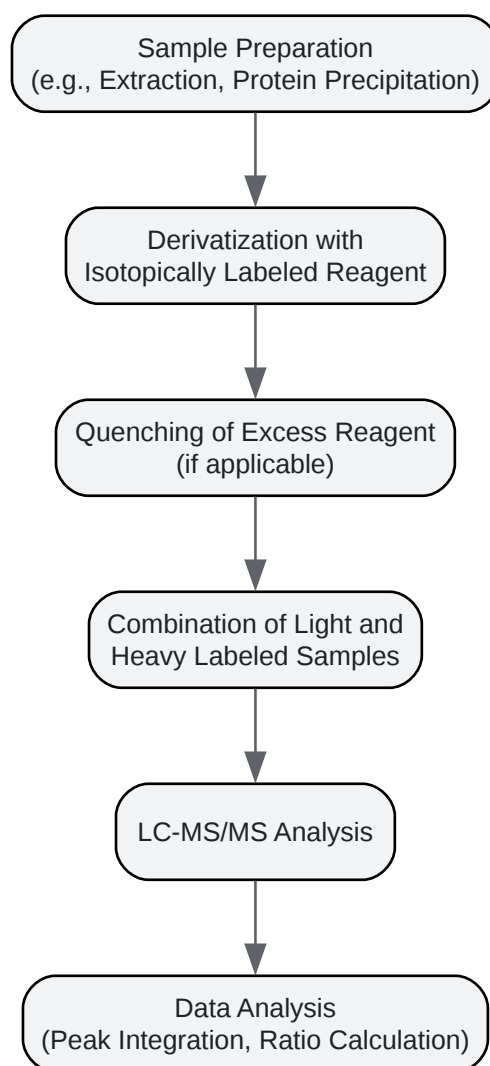 Sample Preparation
(e.g., Extraction, Protein Precipitation)
Derivatization with
Isotopically Labeled Reagent
Quenching of Excess Reagent
(if applicable)
Combination of Light and
Heavy Labeled Samples
LC-MS/MS Analysis
Data Analysis
(Peak Integration, Ratio Calculation)